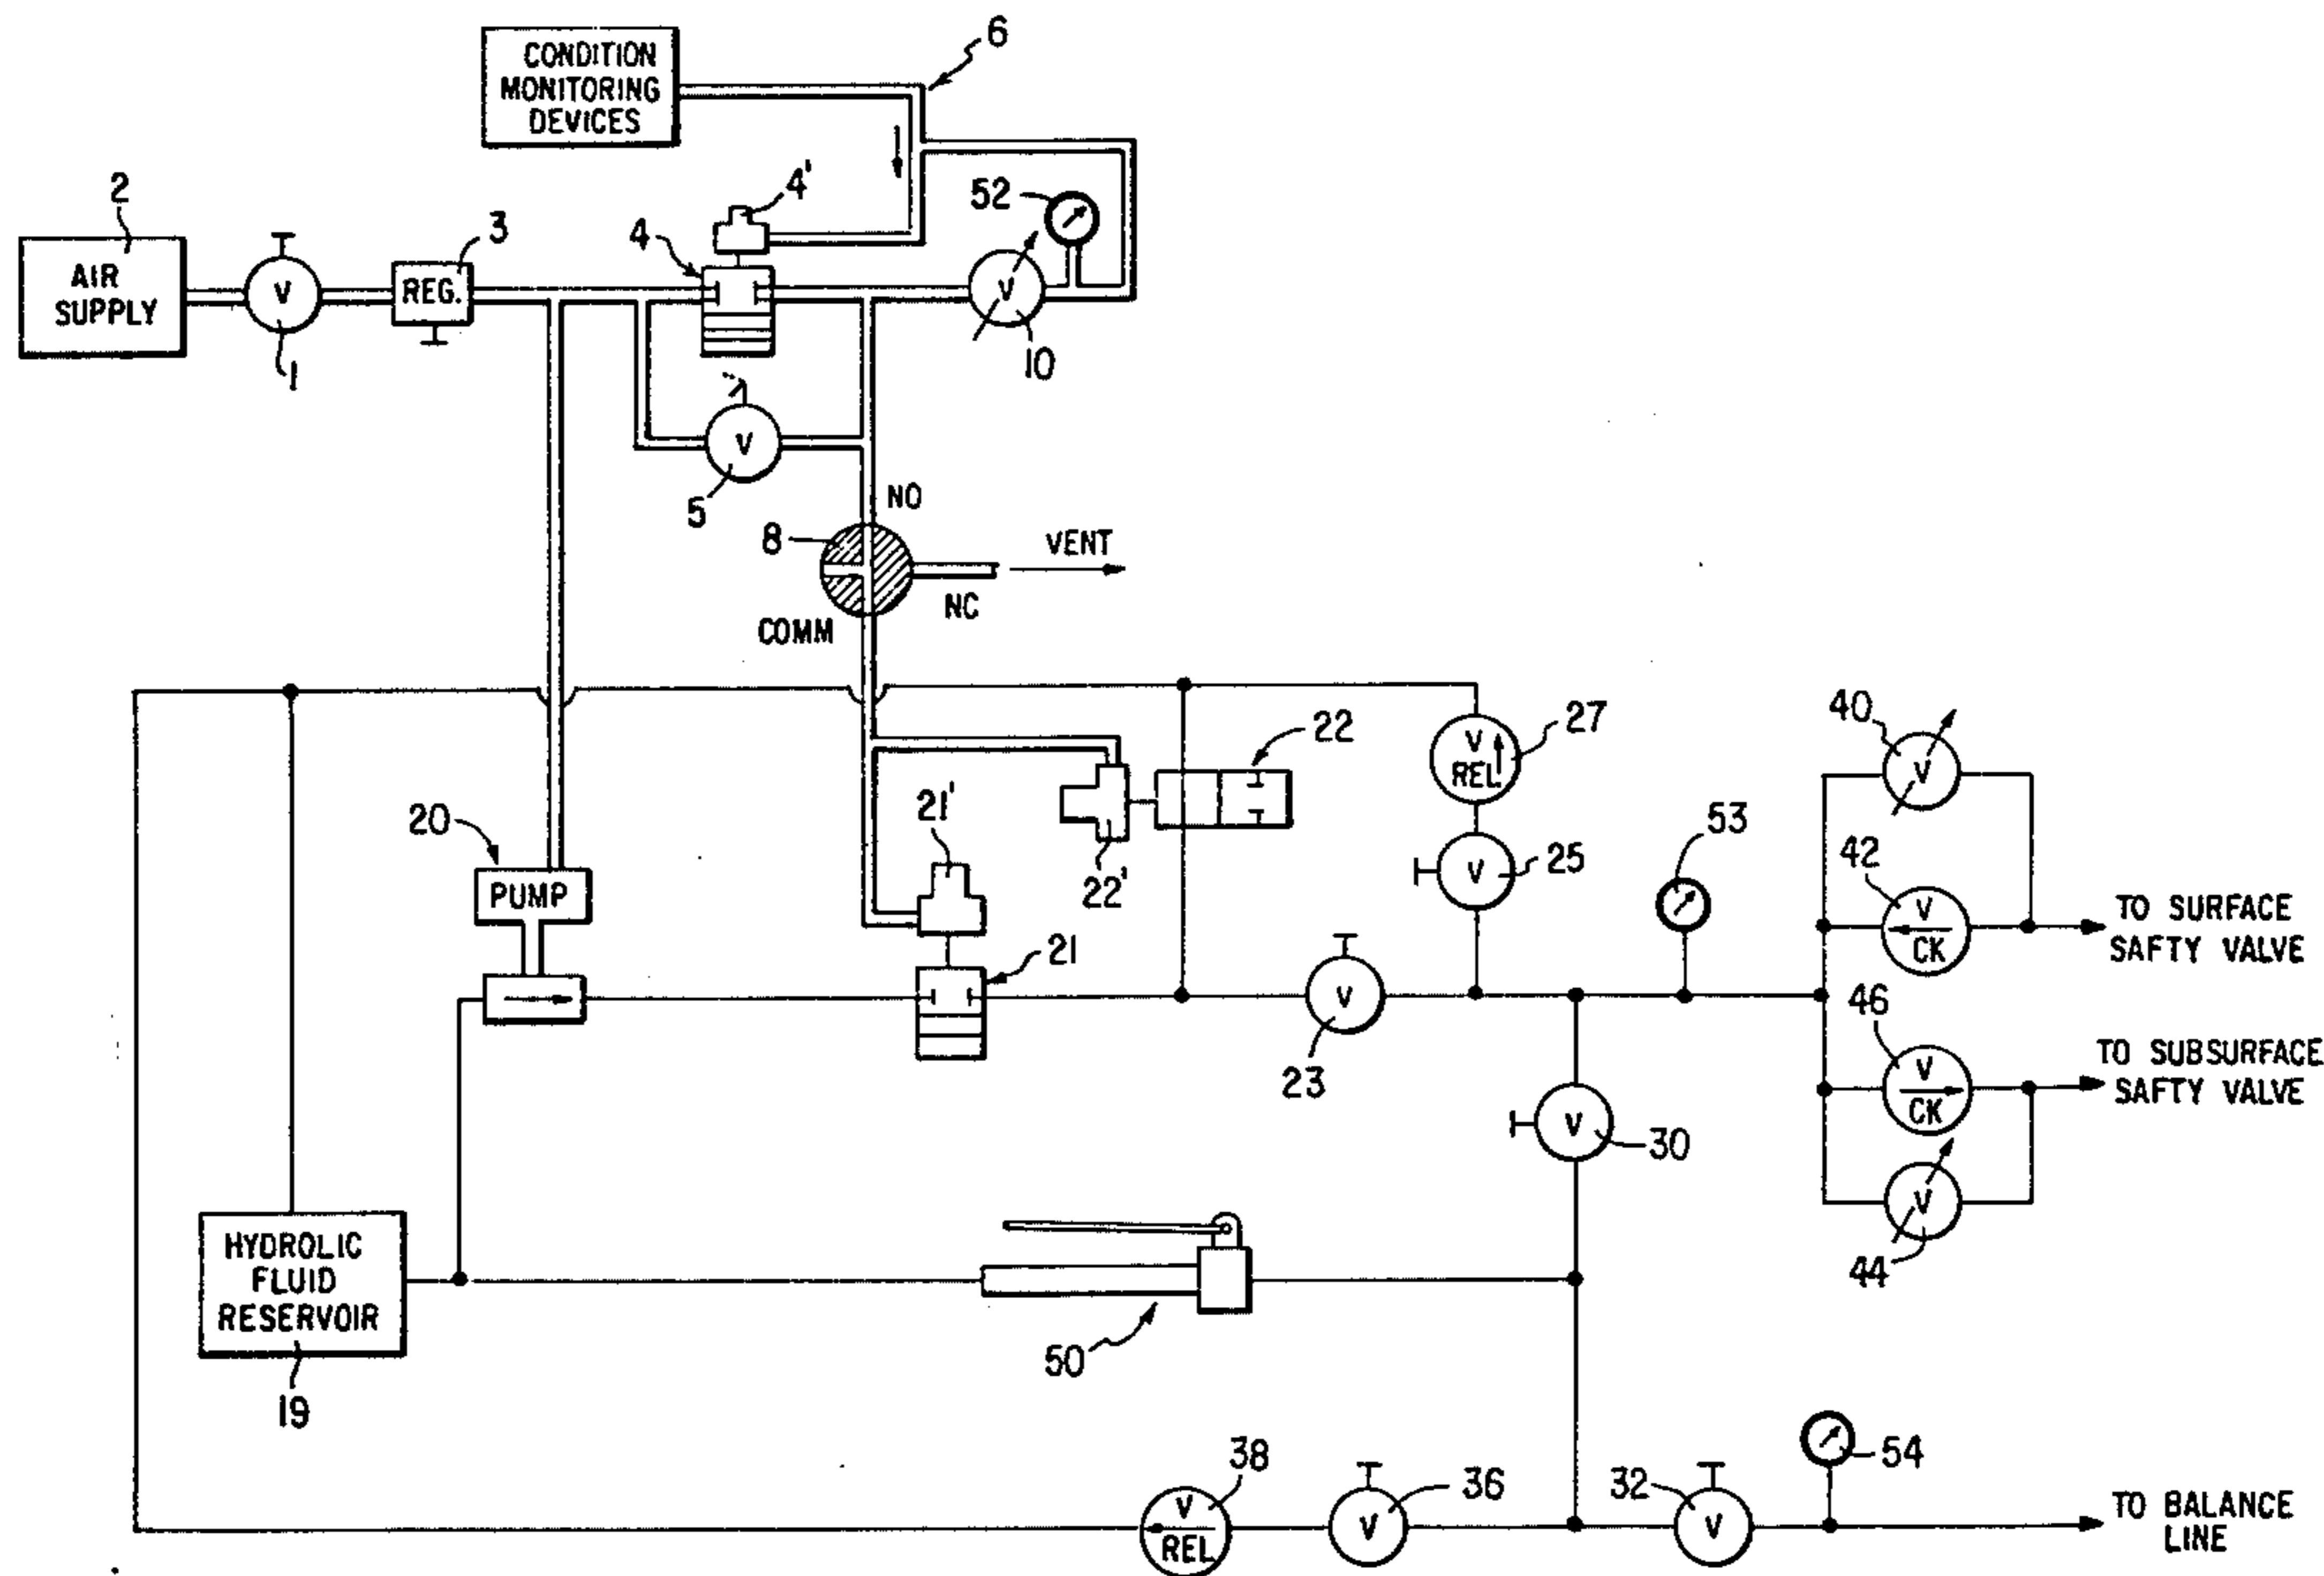 CONDITION
MONITORING
DEVICES
6
2
AIR
SUPPLY
V
1
3
REG.
4
4'
52
V
10
V
5
NO
8
VENT
NC
COMM
20
PUMP
21'
21
22
22'
27
V
REL.
V
25
53
40
V
42
V
CK
TO SURFACE
SAFTY VALVE
V
23
46
V
CK
TO SUBSURFACE
SAFTY VALVE
V
30
V
44
HYDROLIC
FLUID
RESERVOIR
19
50
38
V
REL
V
36
32
V
54
TO BALANCE
LINE